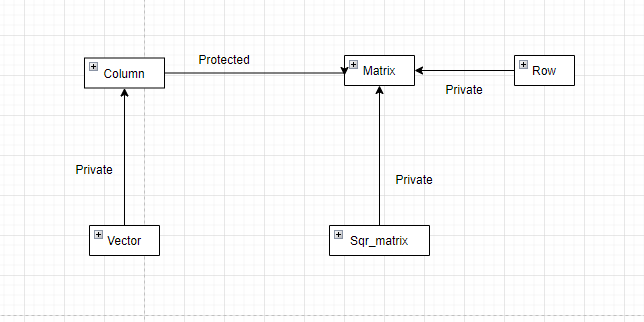 Protected
Column
Matrix
Row
Private
Private
Private
Vector
Sqr_matrix